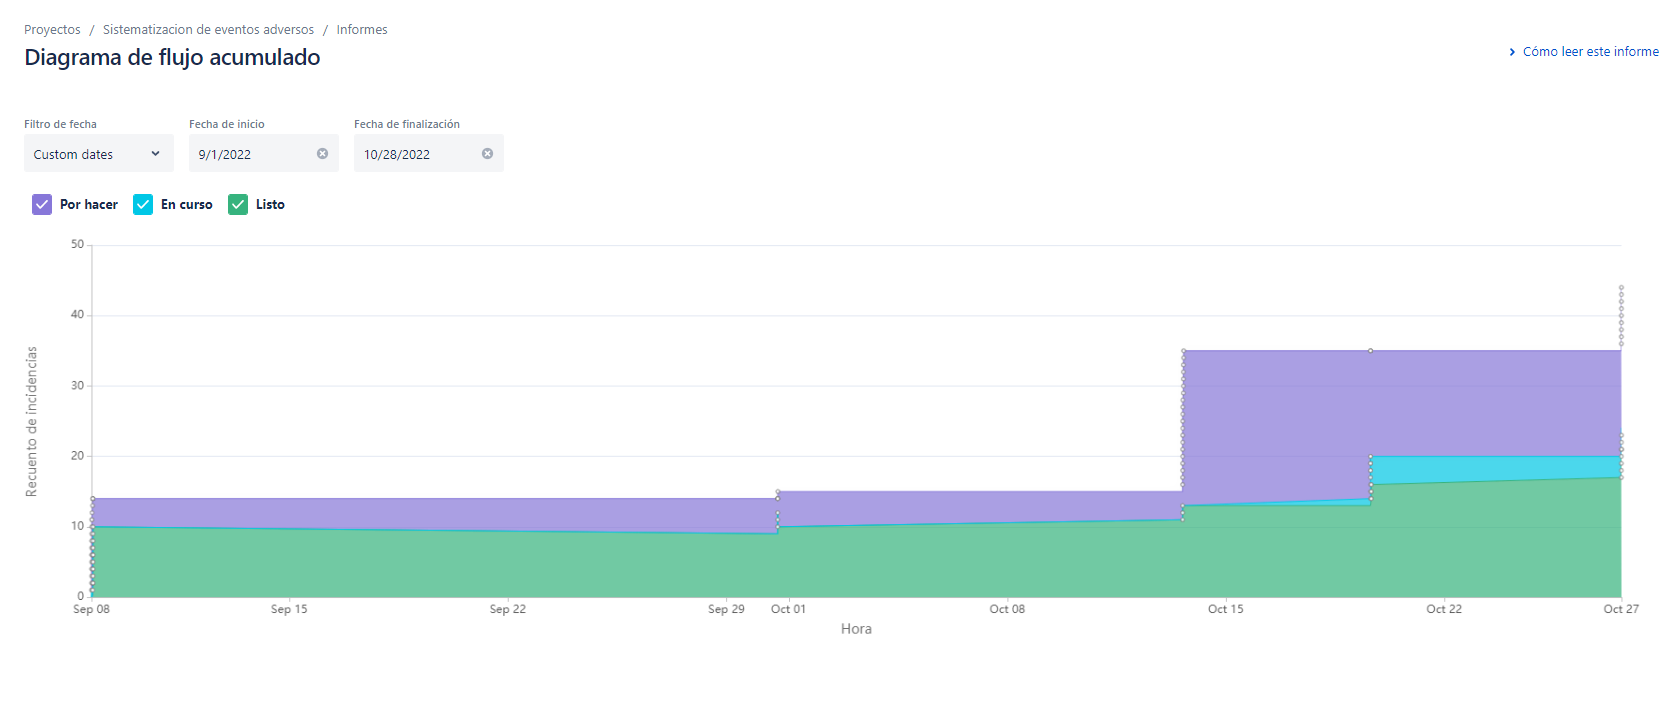 Proyectos / Sistematizacion de eventos adversos / Informes
Diagrama de flujo acumulado
Cómo leer este informe
Filtro de fecha
Fecha de inicio
Fecha de finalización
Custom dates
9/1/2022
10/28/2022
Por hacer
En curso
Listo
Recuento de incidencias
50
40
30
20
10
0
Sep 08
Sep 15
Sep 22
Sep 29
Oct 01
Oct 08
Oct 15
Oct 22
Oct 27
Hora